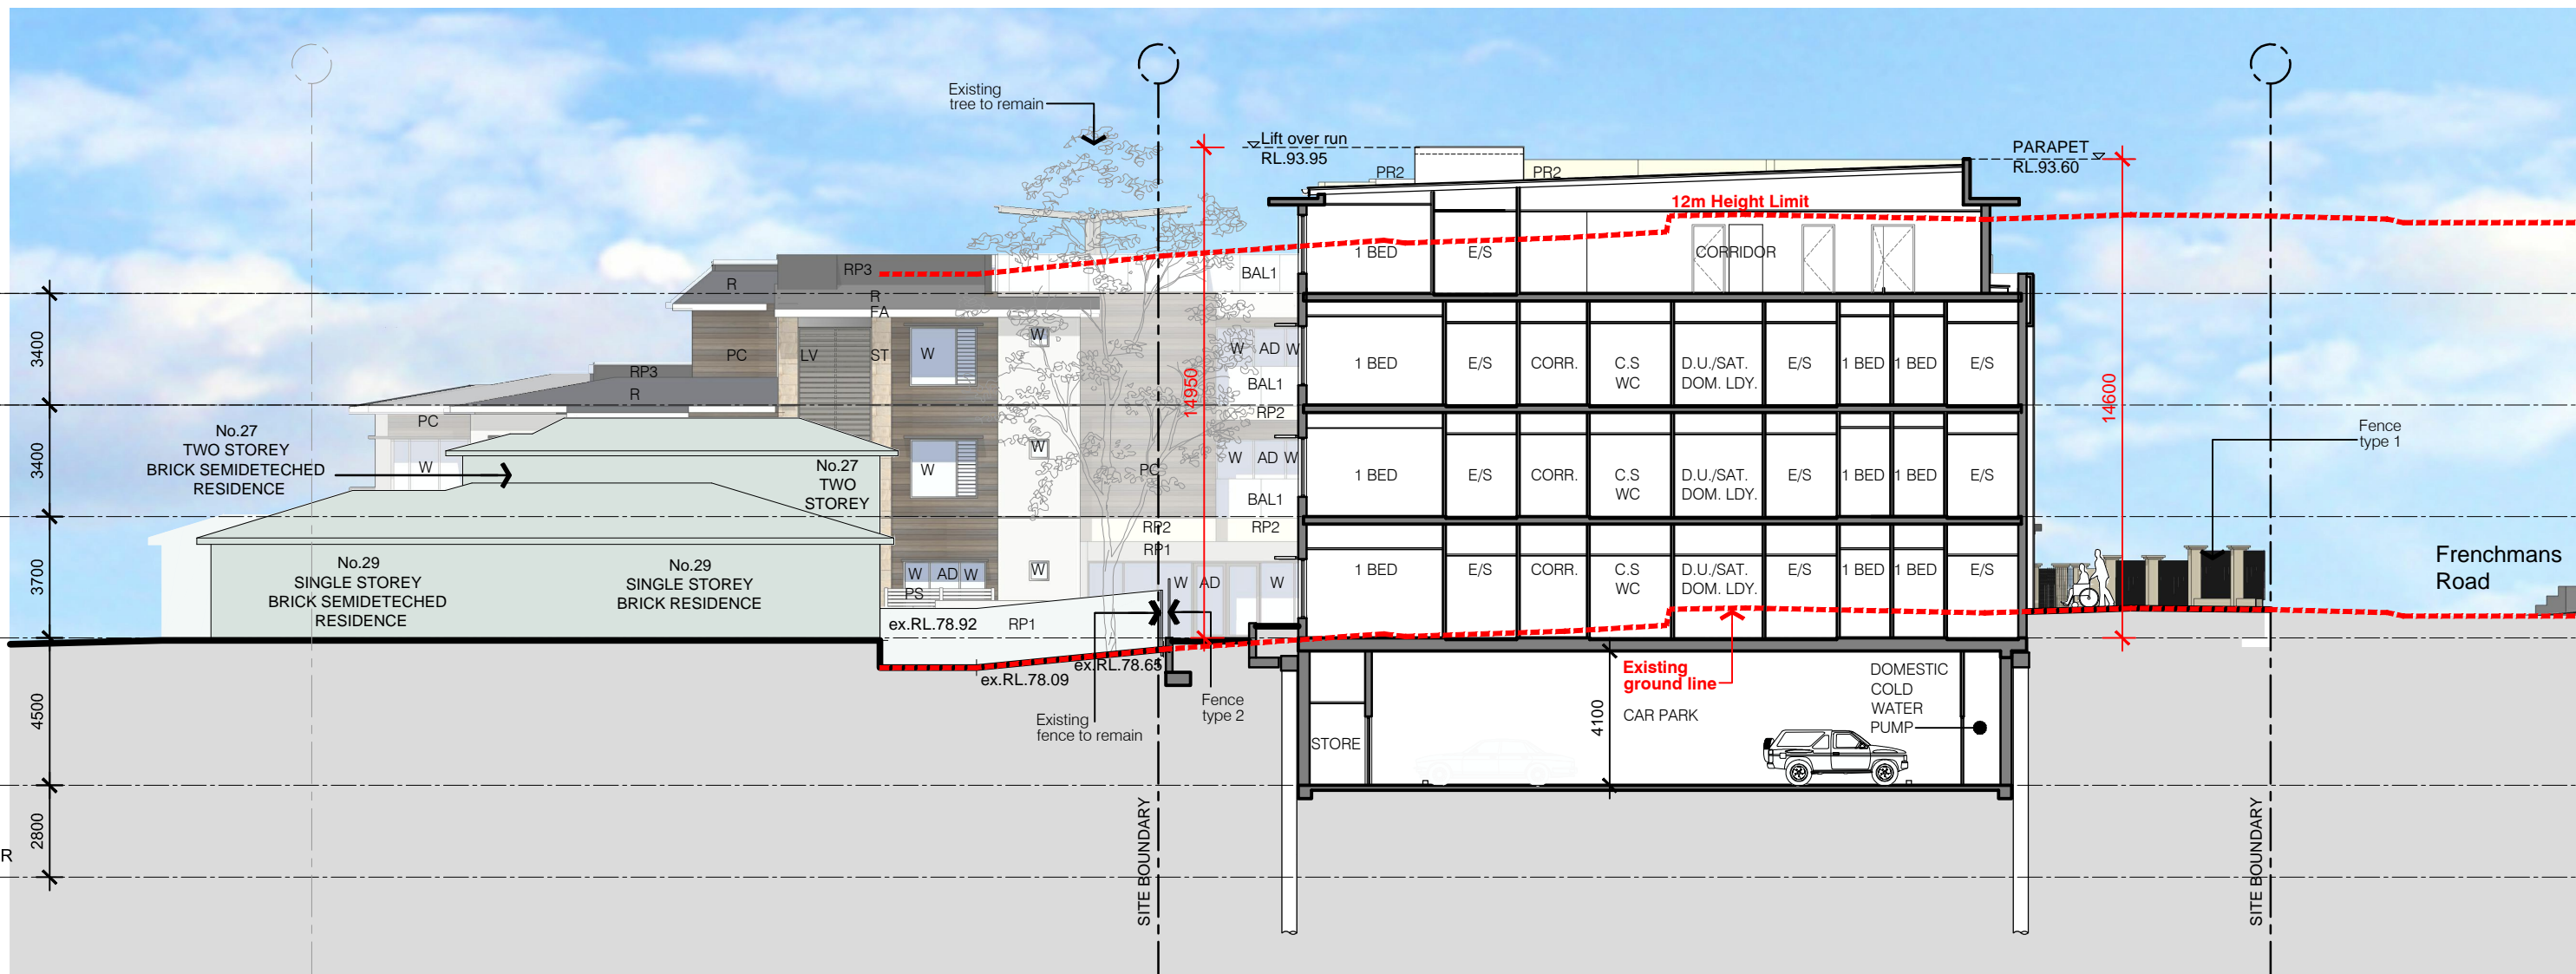 Existing
tree to remain
Lift over run
RL.93.95
PR2
PR2
PARAPET
RL.93.60
12m Height Limit
1 BED
E/S
CORRIDOR
BAL1
RP3
R
R
FA
3400
PC
LV
ST
W
W
W
AD
W
BAL1
RP2
14950
1 BED
E/S
CORR.
C.S
WC
D.U./SAT.
DOM. LDY.
E/S
1 BED
1 BED
E/S
14600
RP3
R
PC
W
3400
No.27
TWO STOREY
BRICK SEMIDETECHED
RESIDENCE
No.27
TWO
STOREY
W
W
PC
W
AD
W
BAL1
RP2
RP2
RP1
1 BED
E/S
CORR.
C.S
WC
D.U./SAT.
DOM. LDY.
E/S
1 BED
1 BED
E/S
Fence
type 1
3700
No.29
SINGLE STOREY
BRICK SEMIDETECHED
RESIDENCE
No.29
SINGLE STOREY
BRICK RESIDENCE
W
AD
W
PS
W
W
AD
W
1 BED
E/S
CORR.
C.S
WC
D.U./SAT.
DOM. LDY.
E/S
1 BED
1 BED
E/S
Frenchmans
Road
ex.RL.78.92
RP1
ex.RL.78.65
ex.RL.78.09
Existing
fence to remain
Fence
type 2
Existing
ground line
4500
STORE
4100
CAR PARK
DOMESTIC
COLD
WATER
PUMP
2800
R
SITE BOUNDARY
SITE BOUNDARY